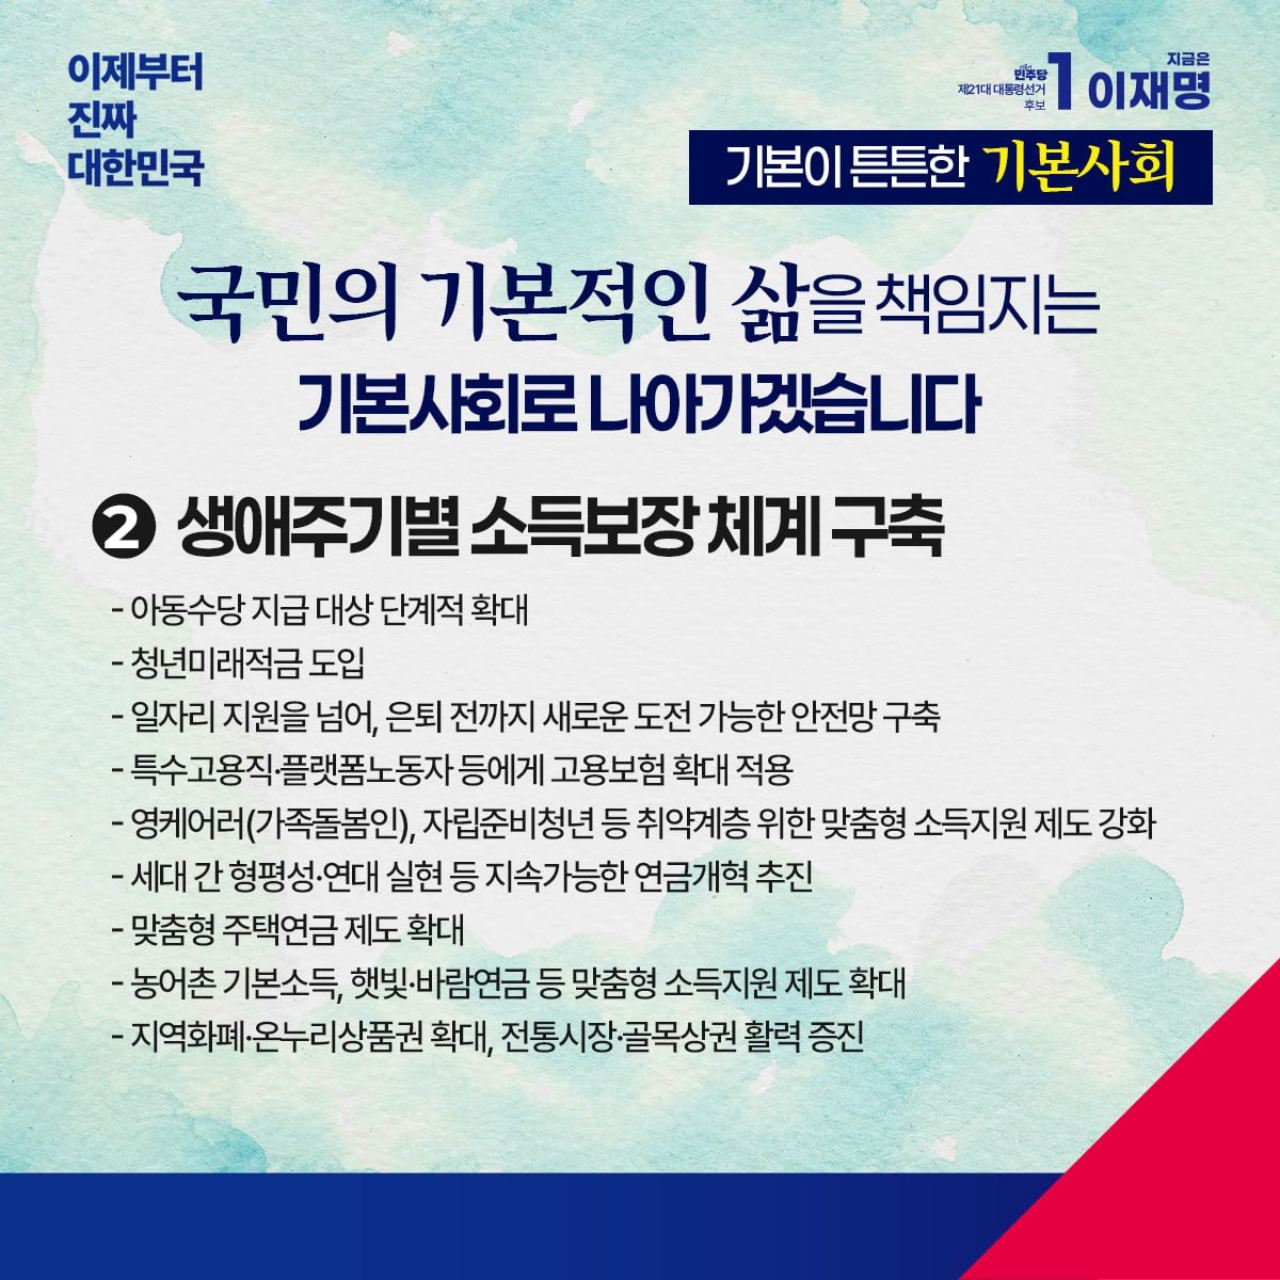 이제부터
진짜
대한민국
지금은
민주당
제21대 대통령선거
후보
1 이재명
기본이 튼튼한 기본사회
국민의 기본적인 삶을 책임지는
기본사회로 나아가겠습니다
2 생애주기별 소득보장 체계 구축
- 아동수당 지급 대상 단계적 확대
- 청년미래적금 도입
- 일자리 지원을 넘어, 은퇴 전까지 새로운 도전 가능한 안전망 구축
- 특수고용직·플랫폼노동자 등에게 고용보험 확대 적용
- 영케어러(가족돌봄인), 자립준비청년 등 취약계층 위한 맞춤형 소득지원 제도 강화
- 세대 간 형평성·연대 실현 등 지속가능한 연금개혁 추진
- 맞춤형 주택연금 제도 확대
- 농어촌 기본소득, 햇빛·바람연금 등 맞춤형 소득지원 제도 확대
- 지역화폐·온누리상품권 확대, 전통시장·골목상권 활력 증진